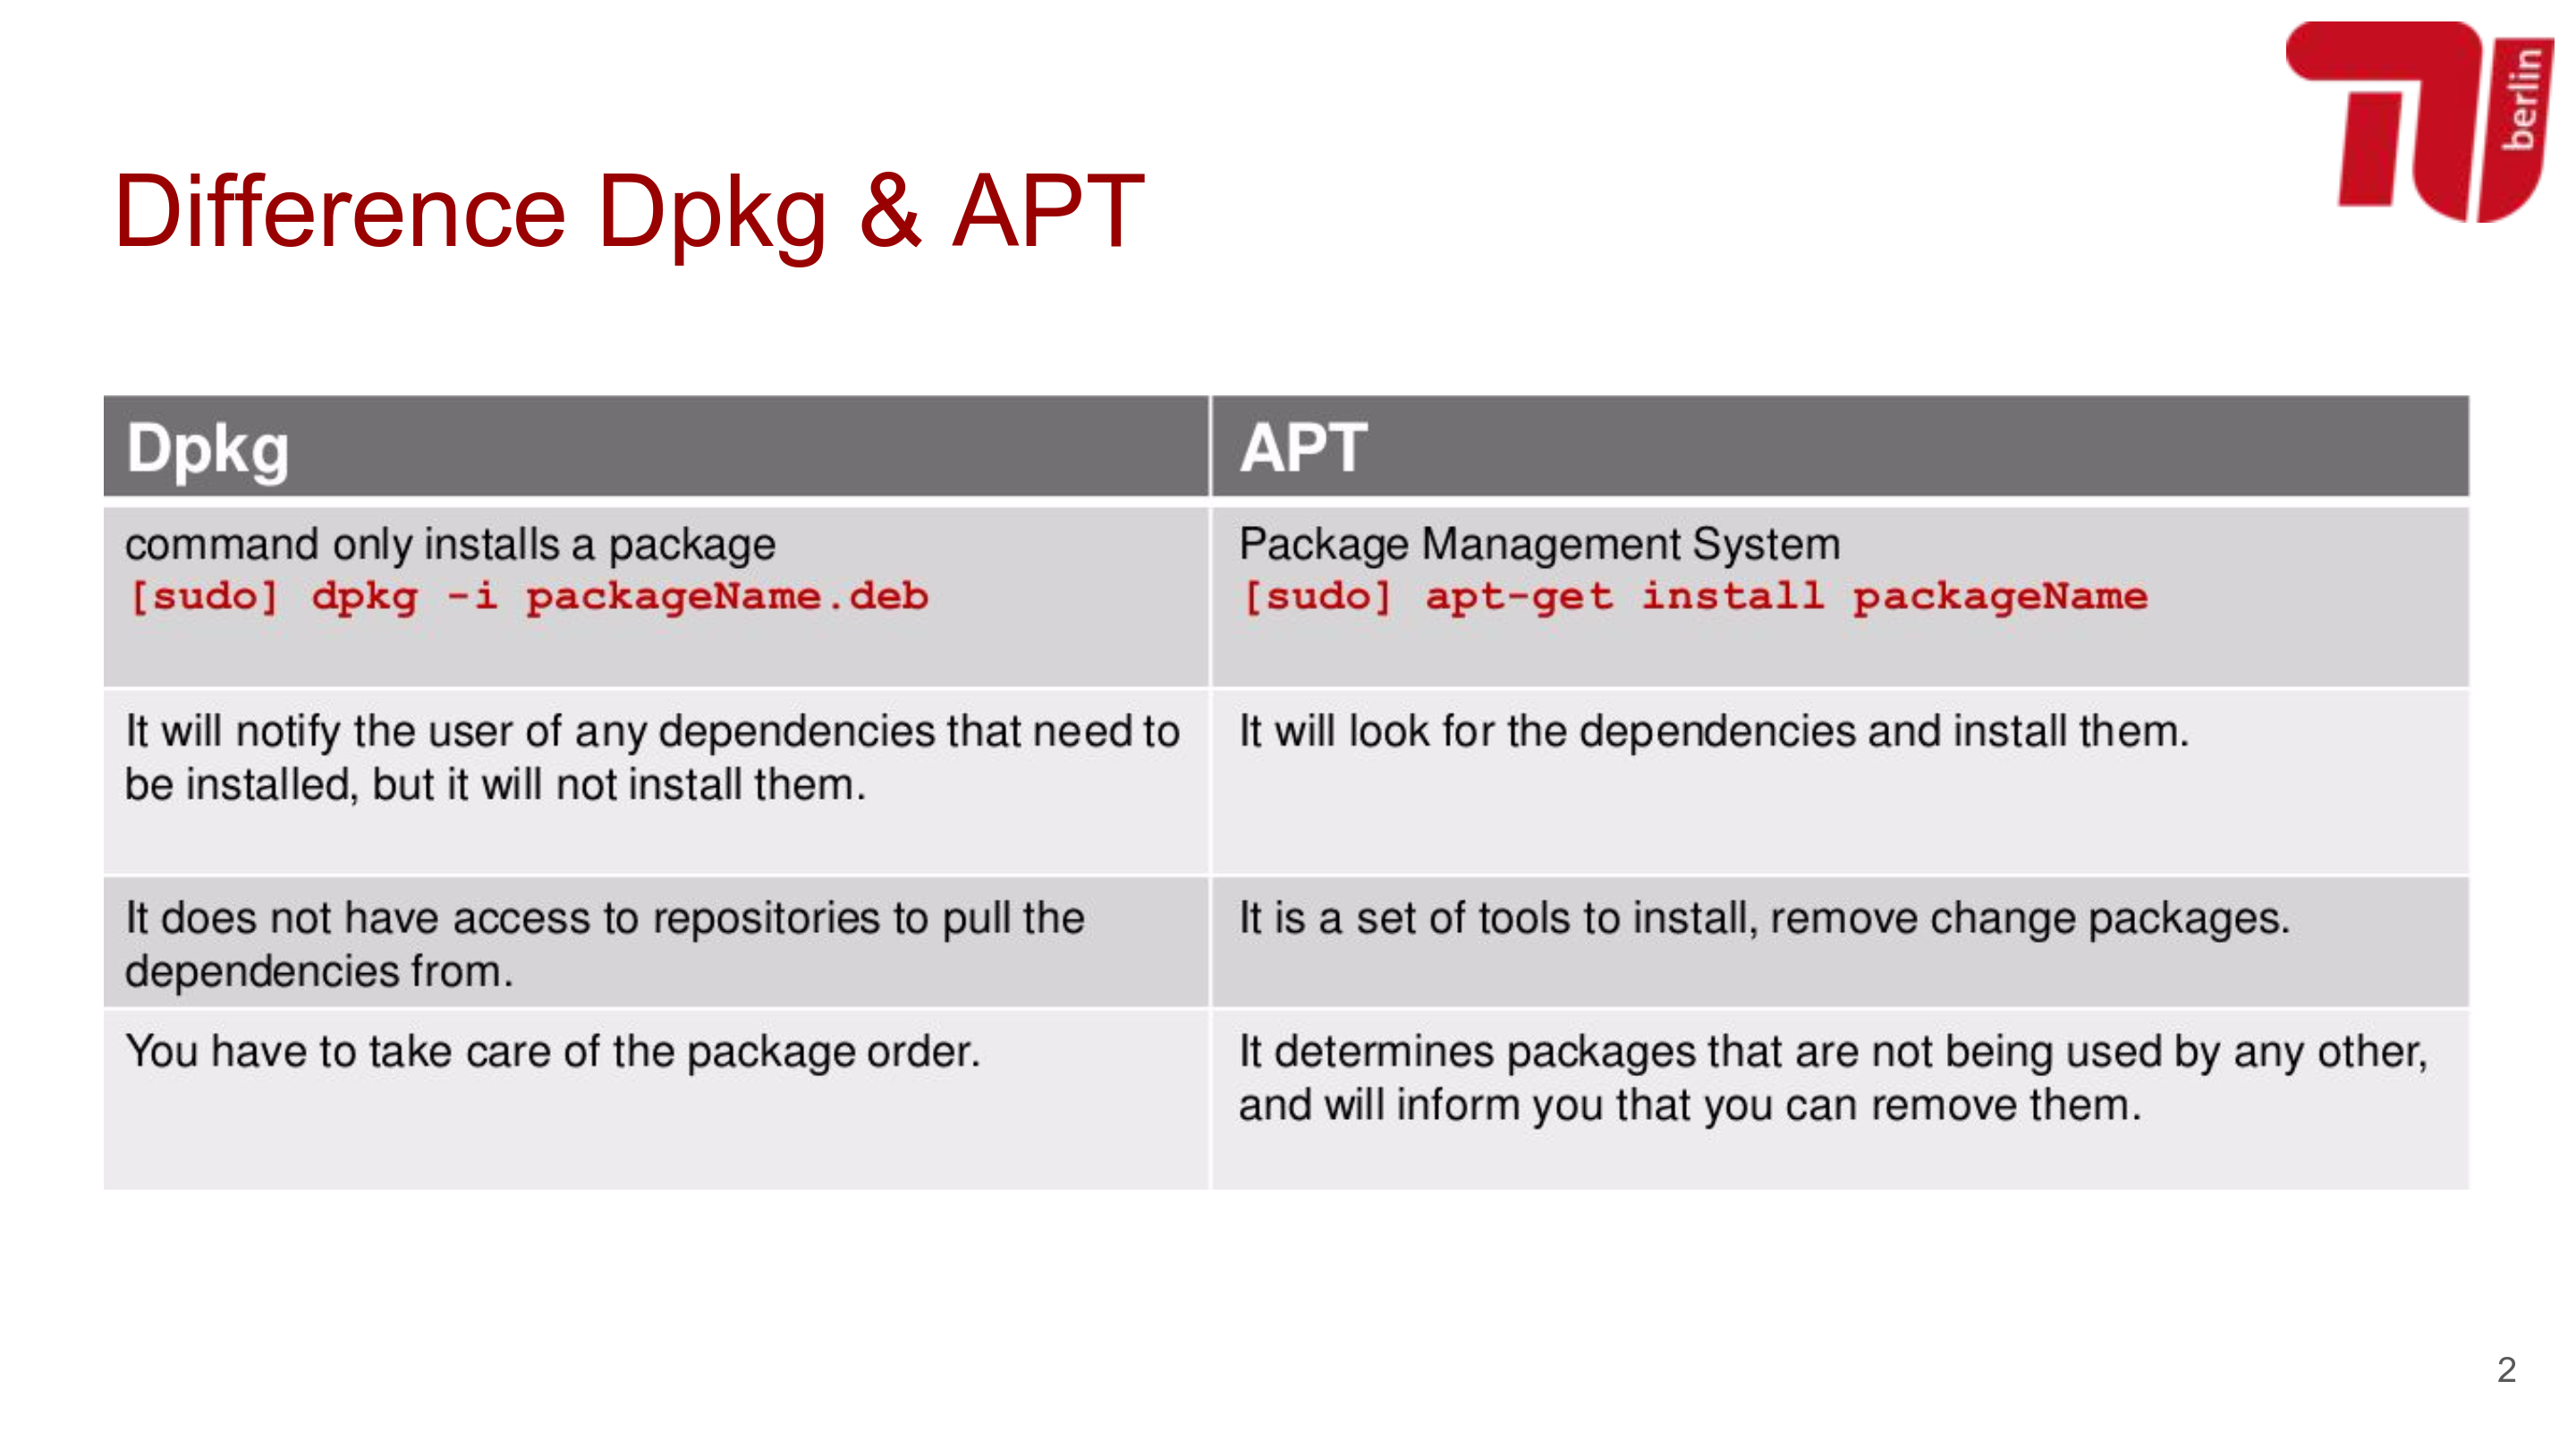 berlin
Difference Dpkg & APT
Dpkg
APT
command only installs a package
[sudo] dpkg -i packageName.deb
Package Management System
[sudo] apt-get install packageName
It will notify the user of any dependencies that need to
be installed, but it will not install them.
It will look for the dependencies and install them.
It does not have access to repositories to pull the
dependencies from.
It is a set of tools to install, remove change packages.
You have to take care of the package order.
It determines packages that are not being used by any other,
and will inform you that you can remove them.
2